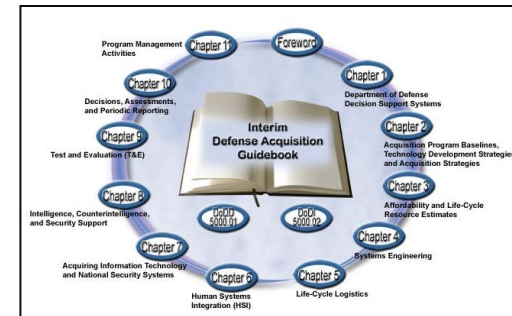 Foreword
Chapter 1
Department of Defense
Decision Support Systems
Chapter 2
Acquisition Program Baselines,
Technology Development Strategies
and Acquisition Strategies
Chapter 3
Affordability and Life-Cycle
Resource Estimates
Chapter 4
Systems Engineering
Chapter 5
Life-Cycle Logistics
Chapter 6
Human Systems
Integration (HSI)
Chapter 7
Acquiring Information Technology
and National Security Systems
Chapter 8
Intelligence, Counterintelligence,
and Security Support
Chapter 9
Test and Evaluation (T&E)
Chapter 10
Decisions, Assessments,
and Periodic Reporting
Chapter 11
Program Management
Activities
Interim
Defense Acquisition
Guidebook
DoDD
5000.01
DoDI
5000.02